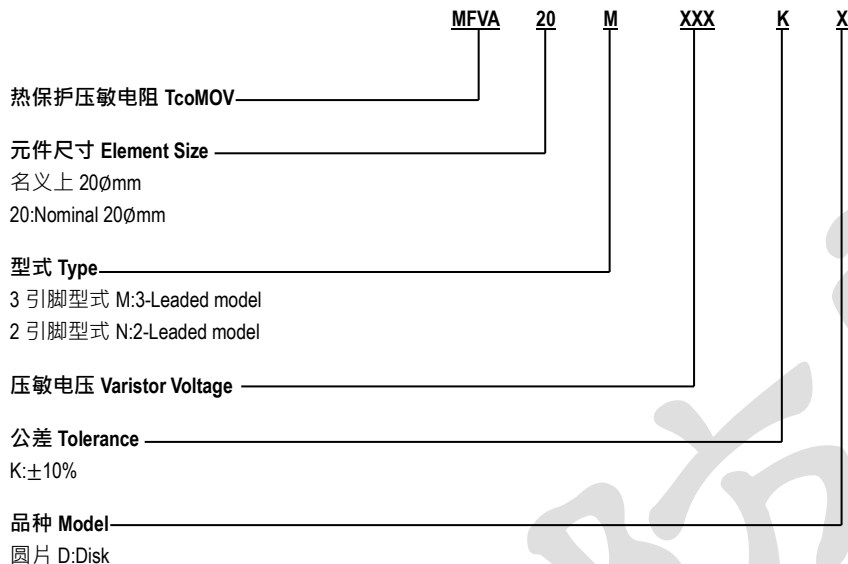 MFVA 20 M XXX K X
热保护压敏电阻 TcoMOV
元件尺寸 Element Size
名义上 20Ømm
20:Nominal 20Ømm
型式 Type
3 引脚型式 M:3-Leaded model
2 引脚型式 N:2-Leaded model
压敏电压 Varistor Voltage
公差 Tolerance
K:±10%
品种 Model
圆片 D:Disk